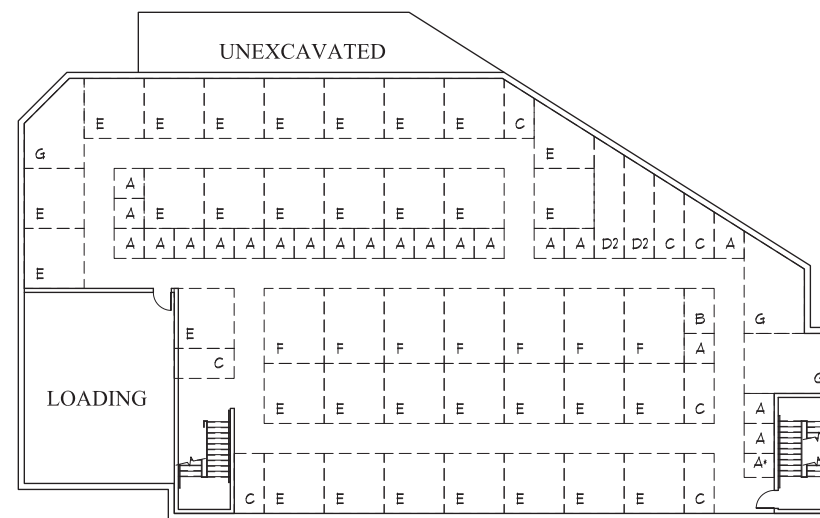 UNEXCAVATED
E E E E E E E C
G E
A
E A E E E E E E E
A A A A A A A A A A A A A A A D2 D2 C C A
E
E B G
F F F F F F F A
C G
LOADING
E E E E E E E C A
A
A*
C E E E E E E E C